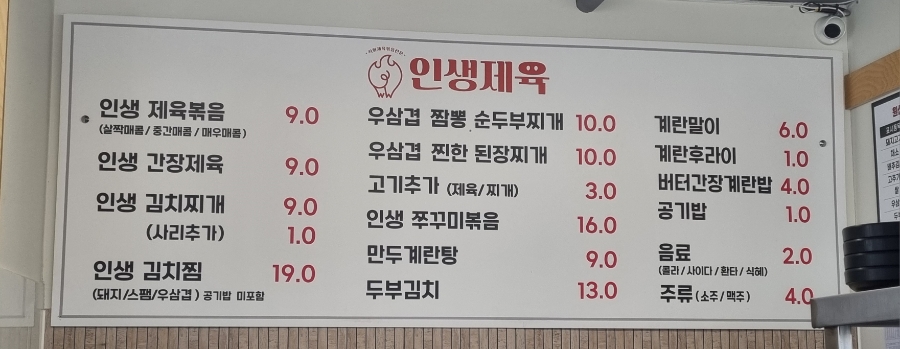 인생제육
인생 제육볶음 9.0
(살짝매콤/중간매콤/매우매콤)
인생 간장제육 9.0
인생 김치찌개 9.0
(사리추가) 1.0
인생 김치찜 19.0
(돼지/스팸/우삼겹) 공기밥 미포함
우삼겹 짬뽕 순두부찌개 10.0
우삼겹 찐한 된장찌개 10.0
고기추가 (제육/찌개) 3.0
인생 쭈꾸미볶음 16.0
만두계란탕 9.0
두부김치 13.0
계란말이 6.0
계란후라이 1.0
버터간장계란밥 4.0
공기밥 1.0
음료 2.0
(콜라/사이다/환타/식혜)
주류 (소주/맥주) 4.0